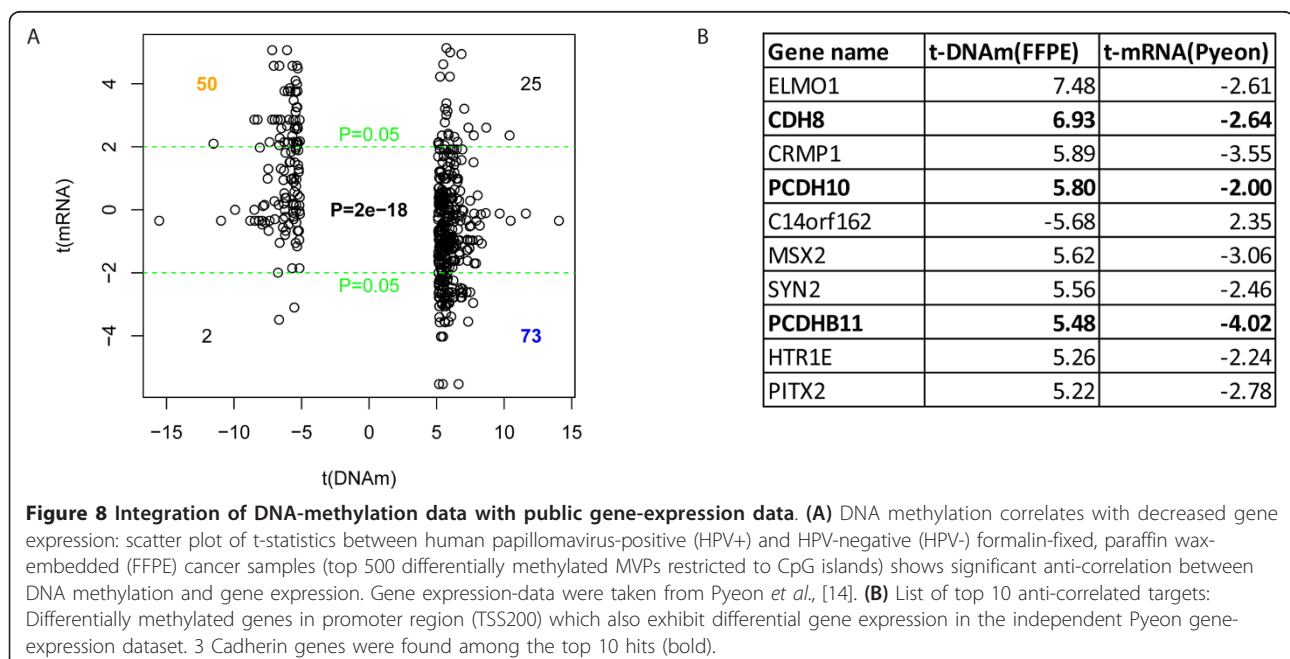 A
t(mRNA)
4
2
0
−2
−4
50
25
P=0.05
P=2e−18
P=0.05
2
73
−15 −10 −5 0 5 10 15
t(DNAm)
B
Gene name t-DNAm(FFPE) t-mRNA(Pyeon)
ELMO1 7.48 -2.61
CDH8 6.93 -2.64
CRMP1 5.89 -3.55
PCDH10 5.80 -2.00
C14orf162 -5.68 2.35
MSX2 5.62 -3.06
SYN2 5.56 -2.46
PCDHB11 5.48 -4.02
HTR1E 5.26 -2.24
PITX2 5.22 -2.78
Figure 8 Integration of DNA-methylation data with public gene-expression data. (A) DNA methylation correlates with decreased gene
expression: scatter plot of t-statistics between human papillomavirus-positive (HPV+) and HPV-negative (HPV-) formalin-fixed, paraffin wax-
embedded (FFPE) cancer samples (top 500 differentially methylated MVPs restricted to CpG islands) shows significant anti-correlation between
DNA methylation and gene expression. Gene expression-data were taken from Pyeon et al., [14]. (B) List of top 10 anti-correlated targets:
Differentially methylated genes in promoter region (TSS200) which also exhibit differential gene expression in the independent Pyeon gene-
expression dataset. 3 Cadherin genes were found among the top 10 hits (bold).